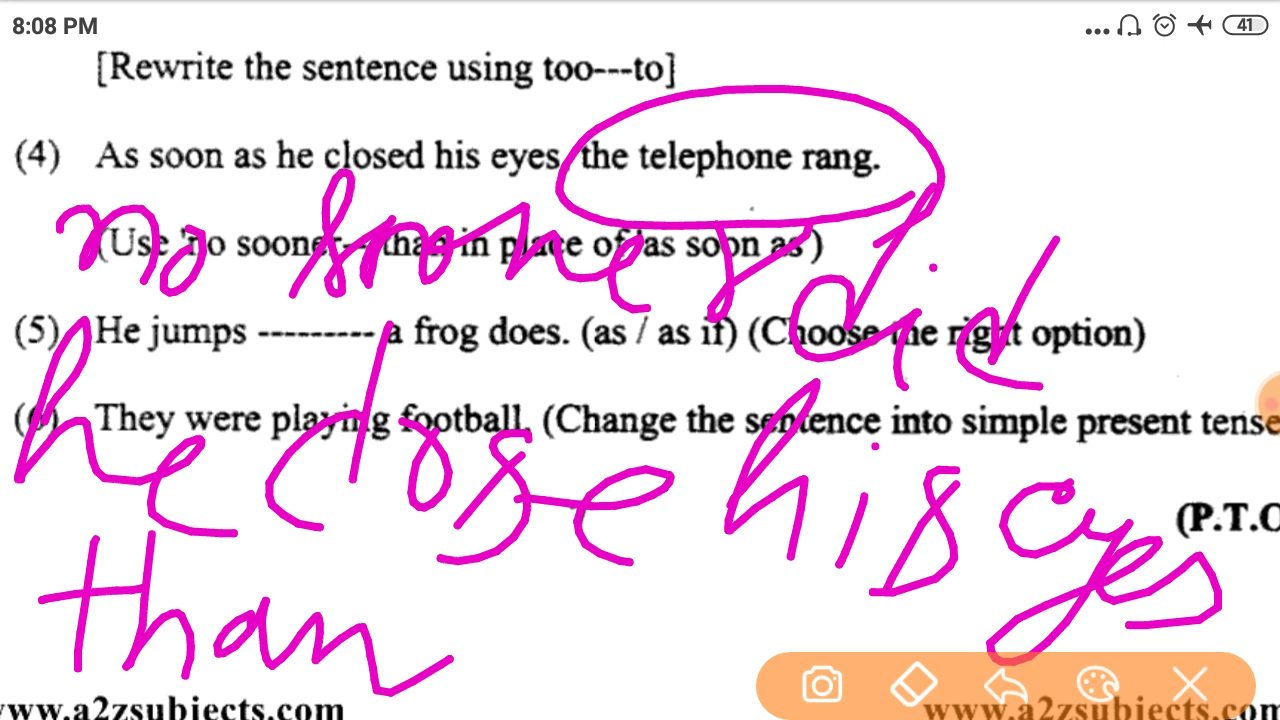 8:08 PM
41
[Rewrite the sentence using too---to]
(4) As soon as he closed his eyes, the telephone rang.
(Use 'no sooner---than in place of 'as soon as')
no sooner did
(5) He jumps --------- a frog does. (as / as if) (Choose the right option)
(6) They were playing football. (Change the sentence into simple present tense
he close his eyes
(P.T.O
than
www.a2zsubjects.com
www.a2zsubjects.com